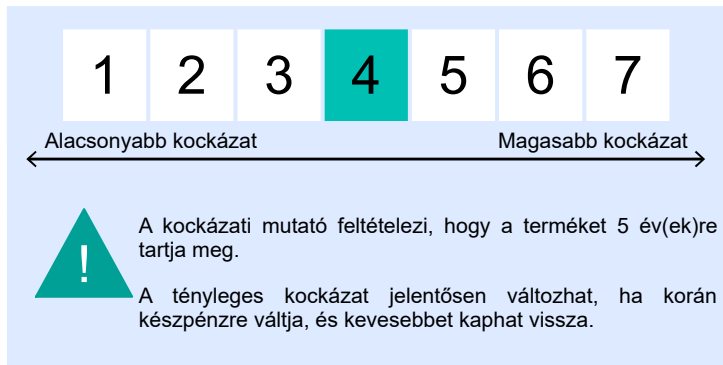 1 2 3 4 5 6 7
Alacsonyabb kockázat Magasabb kockázat
! A kockázati mutató feltételezi, hogy a terméket 5 év(ek)re
tartja meg.
A tényleges kockázat jelentősen változhat, ha korán
készpénzre váltja, és kevesebbet kaphat vissza.